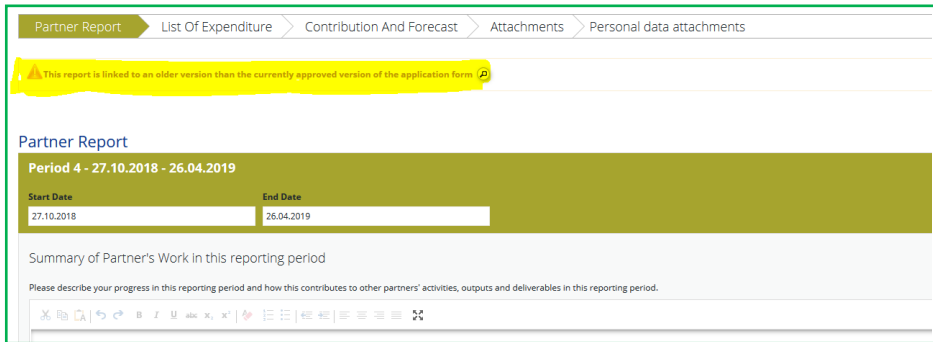 Partner Report List Of Expenditure Contribution And Forecast Attachments Personal data attachments
This report is linked to an older version than the currently approved version of the application form
Partner Report
Period 4 - 27.10.2018 - 26.04.2019
Start Date End Date
27.10.2018 26.04.2019
Summary of Partner's Work in this reporting period
Please describe your progress in this reporting period and how this contributes to other partners' activities, outputs and deliverables in this reporting period.
B I U abc x₂ x²